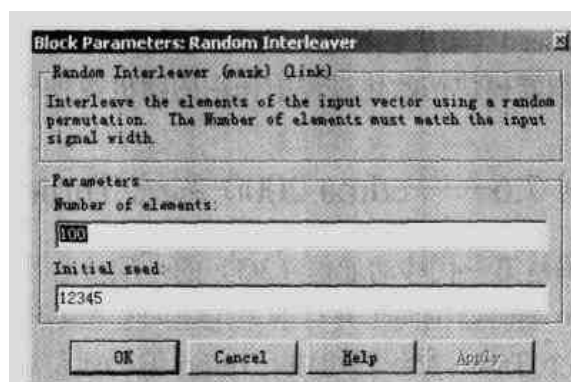 Block Parameters: Random Interleaver
Random Interleaver (mask) (link)
Interleave the elements of the input vector using a random
permutation. The Number of elements must match the input
signal width.
Parameters
Number of elements:
100
Initial seed:
12345
OK
Cancel
Help
Apply